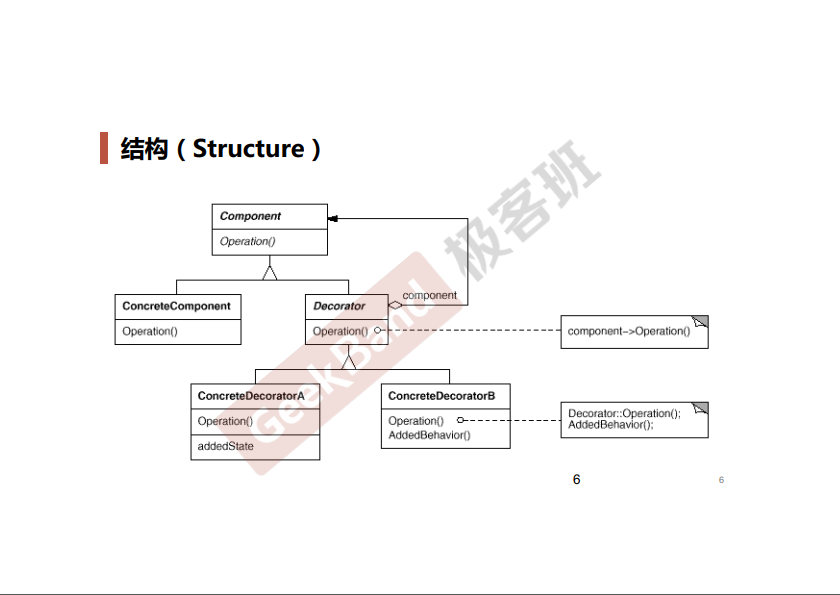 结构（Structure）
Component
Operation()
component
ConcreteComponent
Operation()
Decorator
Operation()
component->Operation()
ConcreteDecoratorA
Operation()
addedState
ConcreteDecoratorB
Operation()
AddedBehavior()
Decorator::Operation();
AddedBehavior();
GeekBand 极客班
6
6